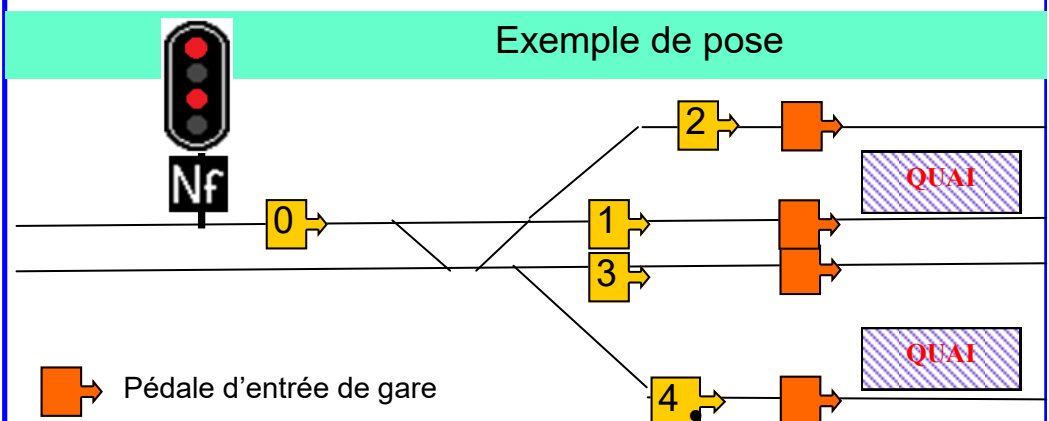 Exemple de pose
Nf
2
QUAI
0
1
3
QUAI
Pédale d’entrée de gare
4